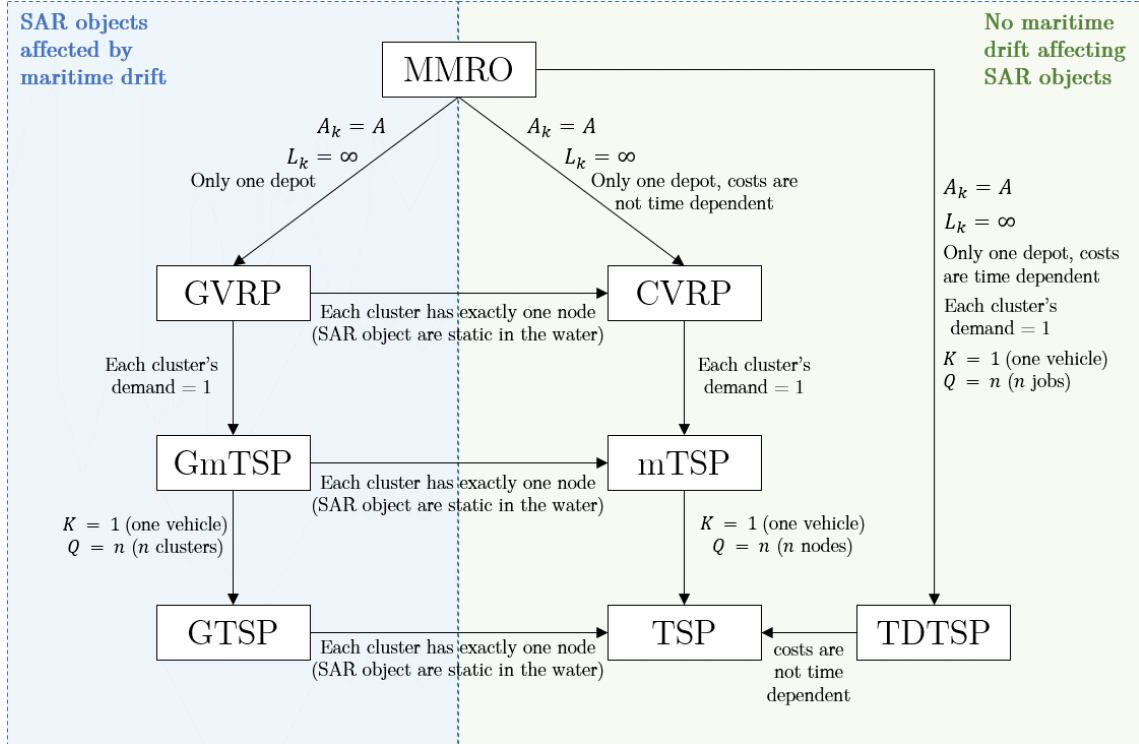 SAR objects
affected by
maritime drift
No maritime
drift affecting
SAR objects
MMRO
A_k = A
L_k = ∞
Only one depot
A_k = A
L_k = ∞
Only one depot, costs are
not time dependent
A_k = A
L_k = ∞
Only one depot, costs
are time dependent
Each cluster's
demand = 1
K = 1 (one vehicle)
Q = n (n jobs)
GVRP
Each cluster has exactly one node
(SAR object are static in the water)
CVRP
Each cluster's
demand = 1
Each cluster's
demand = 1
GmTSP
Each cluster has exactly one node
(SAR object are static in the water)
mTSP
K = 1 (one vehicle)
Q = n (n clusters)
K = 1 (one vehicle)
Q = n (n nodes)
GTSP
Each cluster has exactly one node
(SAR object are static in the water)
TSP
costs are
not time
dependent
TDTSP